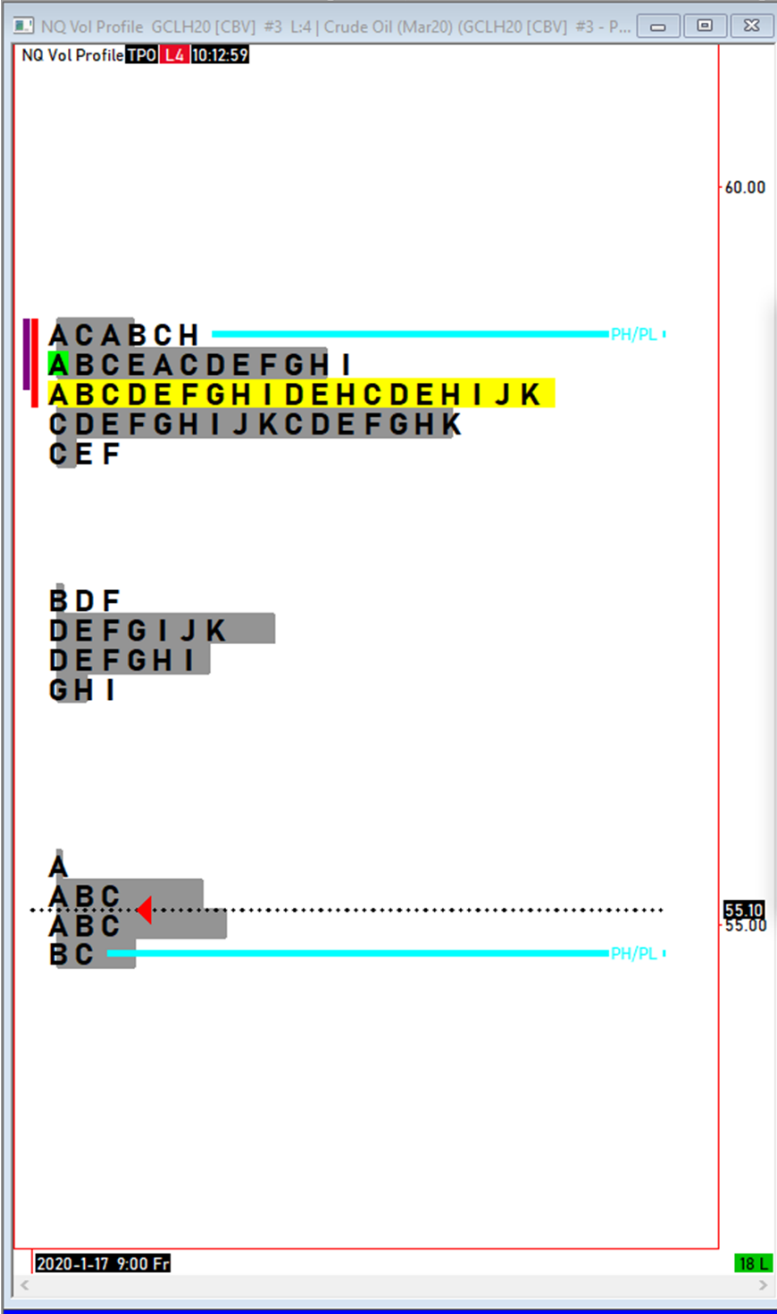 NQ Vol Profile GCLH20 [CBV] #3 L:4 | Crude Oil (Mar20) (GCLH20 [CBV] #3 - P...
NQ Vol Profile TPO L4 10:12:59
60.00
A C A B C H PH/PL
A B C E A C D E F G H I
A B C D E F G H I D E H C D E H I J K
C D E F G H I J K C D E F G H K
C E F
B D F
D E F G I J K
D E F G H I
G H I
A
A B C
55.10
A B C
55.00
B C PH/PL
2020-1-17 9:00 Fr 18 L